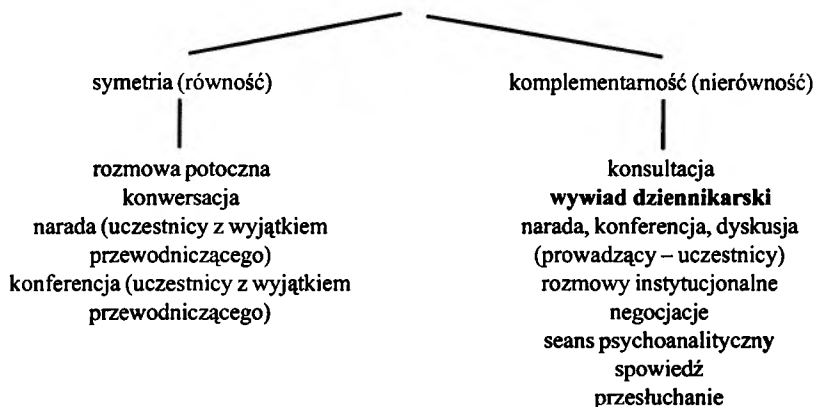 symetria (równość)
rozmowa potoczna
konwersacja
narada (uczestnicy z wyjątkiem
przewodniczącego)
konferencja (uczestnicy z wyjątkiem
przewodniczącego)
komplementarność (nierówność)
konsultacja
wywiad dziennikarski
narada, konferencja, dyskusja
(prowadzący – uczestnicy)
rozmowy instytucjonalne
negocjacje
seans psychoanalityczny
spowiedź
przesłuchanie